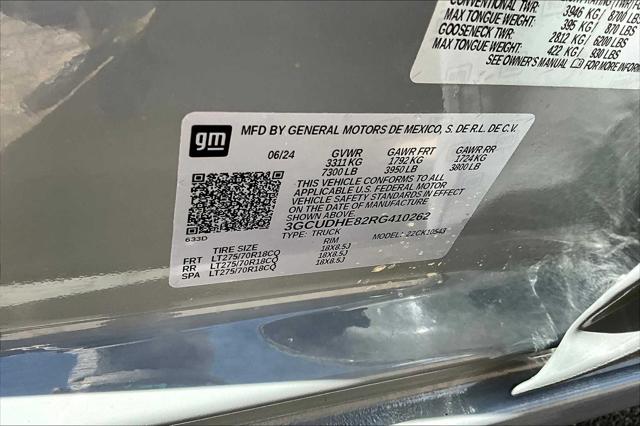 CONVENTIONAL TWR: 3946 KG / 8700 LB
MAX TONGUE WEIGHT: 395 KG / 870 LBS
GOOSENECK TWR: 2812 KG / 6200 LBS
MAX TONGUE WEIGHT: 422 KG / 930 LBS
SEE OWNER'S MANUAL FOR MORE
gm
MFD BY GENERAL MOTORS DE MEXICO, S. DE R.L. DE C.V.
06/24 GVWR GAWR FRT GAWR RR
3311 KG 1792 KG 1724 KG
7300 LB 3950 LB 3800 LB
THIS VEHICLE CONFORMS TO ALL
APPLICABLE U.S. FEDERAL MOTOR
VEHICLE SAFETY STANDARDS IN EFFECT
ON THE DATE OF MANUFACTURE
SHOWN ABOVE.
3GCUDHE82RG410262
TYPE: TRUCK MODEL: 22CK10543
633D
TIRE SIZE RIM
FRT LT275/70R18CQ 18X8.5J
RR LT275/70R18CQ 18X8.5J
SPA LT275/70R18CQ 18X8.5J